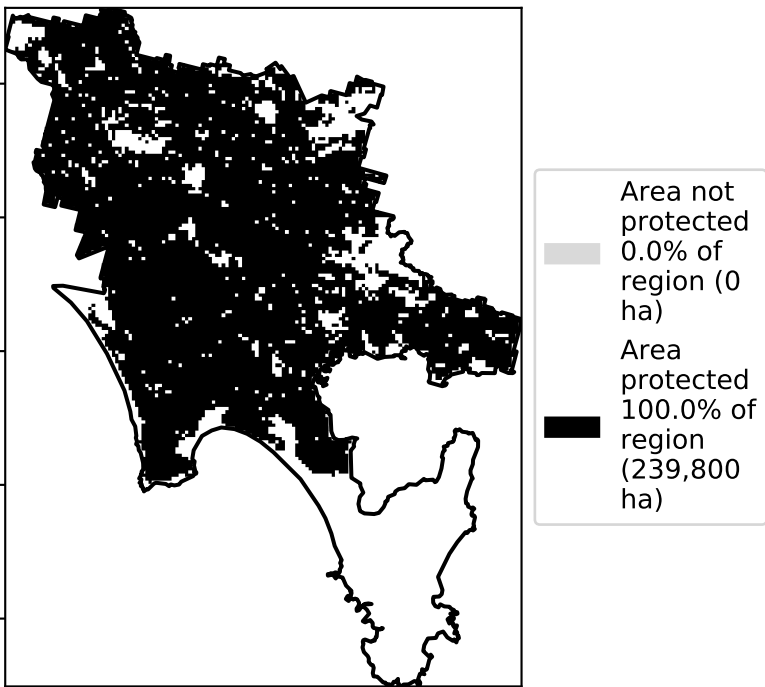 Area not
protected
0.0% of
region (0
ha)
Area
protected
100.0% of
region
(239,800
ha)